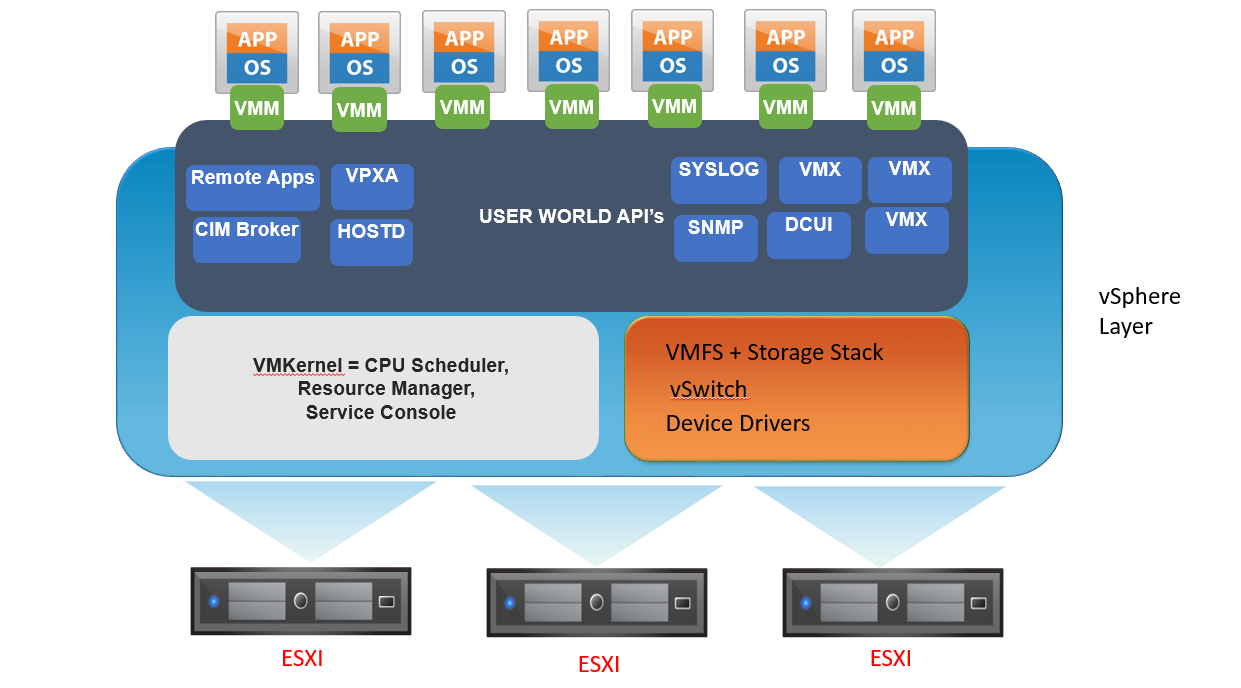 APP
OS
VMM
APP
OS
VMM
APP
OS
VMM
APP
OS
VMM
APP
OS
VMM
APP
OS
VMM
APP
OS
VMM
Remote Apps
VPXA
CIM Broker
HOSTD
USER WORLD API’s
SYSLOG
VMX
VMX
SNMP
DCUI
VMX
VMKernel = CPU Scheduler,
Resource Manager,
Service Console
VMFS + Storage Stack
vSwitch
Device Drivers
vSphere
Layer
ESXI
ESXI
ESXI